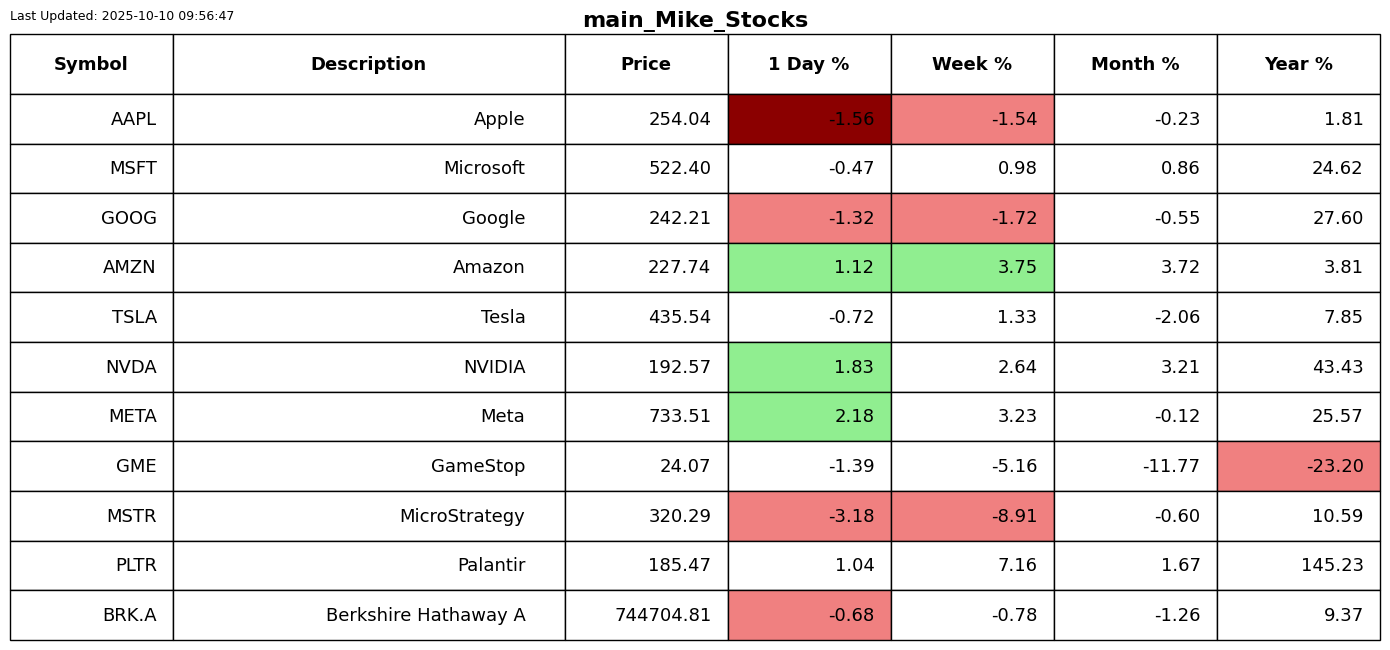 Last Updated: 2025-10-10 09:56:47
main_Mike_Stocks
Symbol Description Price 1 Day % Week % Month % Year %
AAPL Apple 254.04 -1.56 -1.54 -0.23 1.81
MSFT Microsoft 522.40 -0.47 0.98 0.86 24.62
GOOG Google 242.21 -1.32 -1.72 -0.55 27.60
AMZN Amazon 227.74 1.12 3.75 3.72 3.81
TSLA Tesla 435.54 -0.72 1.33 -2.06 7.85
NVDA NVIDIA 192.57 1.83 2.64 3.21 43.43
META Meta 733.51 2.18 3.23 -0.12 25.57
GME GameStop 24.07 -1.39 -5.16 -11.77 -23.20
MSTR MicroStrategy 320.29 -3.18 -8.91 -0.60 10.59
PLTR Palantir 185.47 1.04 7.16 1.67 145.23
BRK.A Berkshire Hathaway A 744704.81 -0.68 -0.78 -1.26 9.37